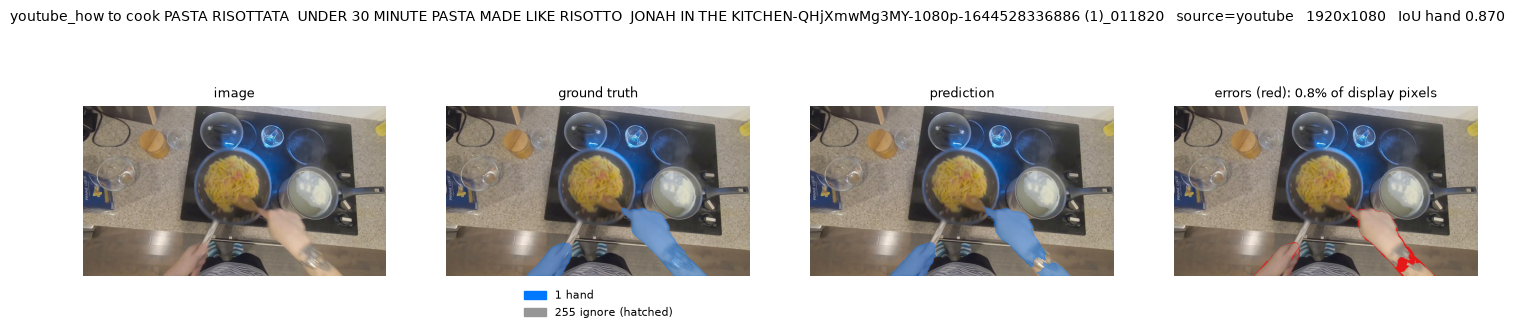 youtube_how to cook PASTA RISOTTATA  UNDER 30 MINUTE PASTA MADE LIKE RISOTTO  JONAH IN THE KITCHEN-QHjXmwMg3MY-1080p-1644528336886 (1)_011820   source=youtube   1920x1080   IoU hand 0.870
image
ground truth
prediction
errors (red): 0.8% of display pixels
1 hand
255 ignore (hatched)